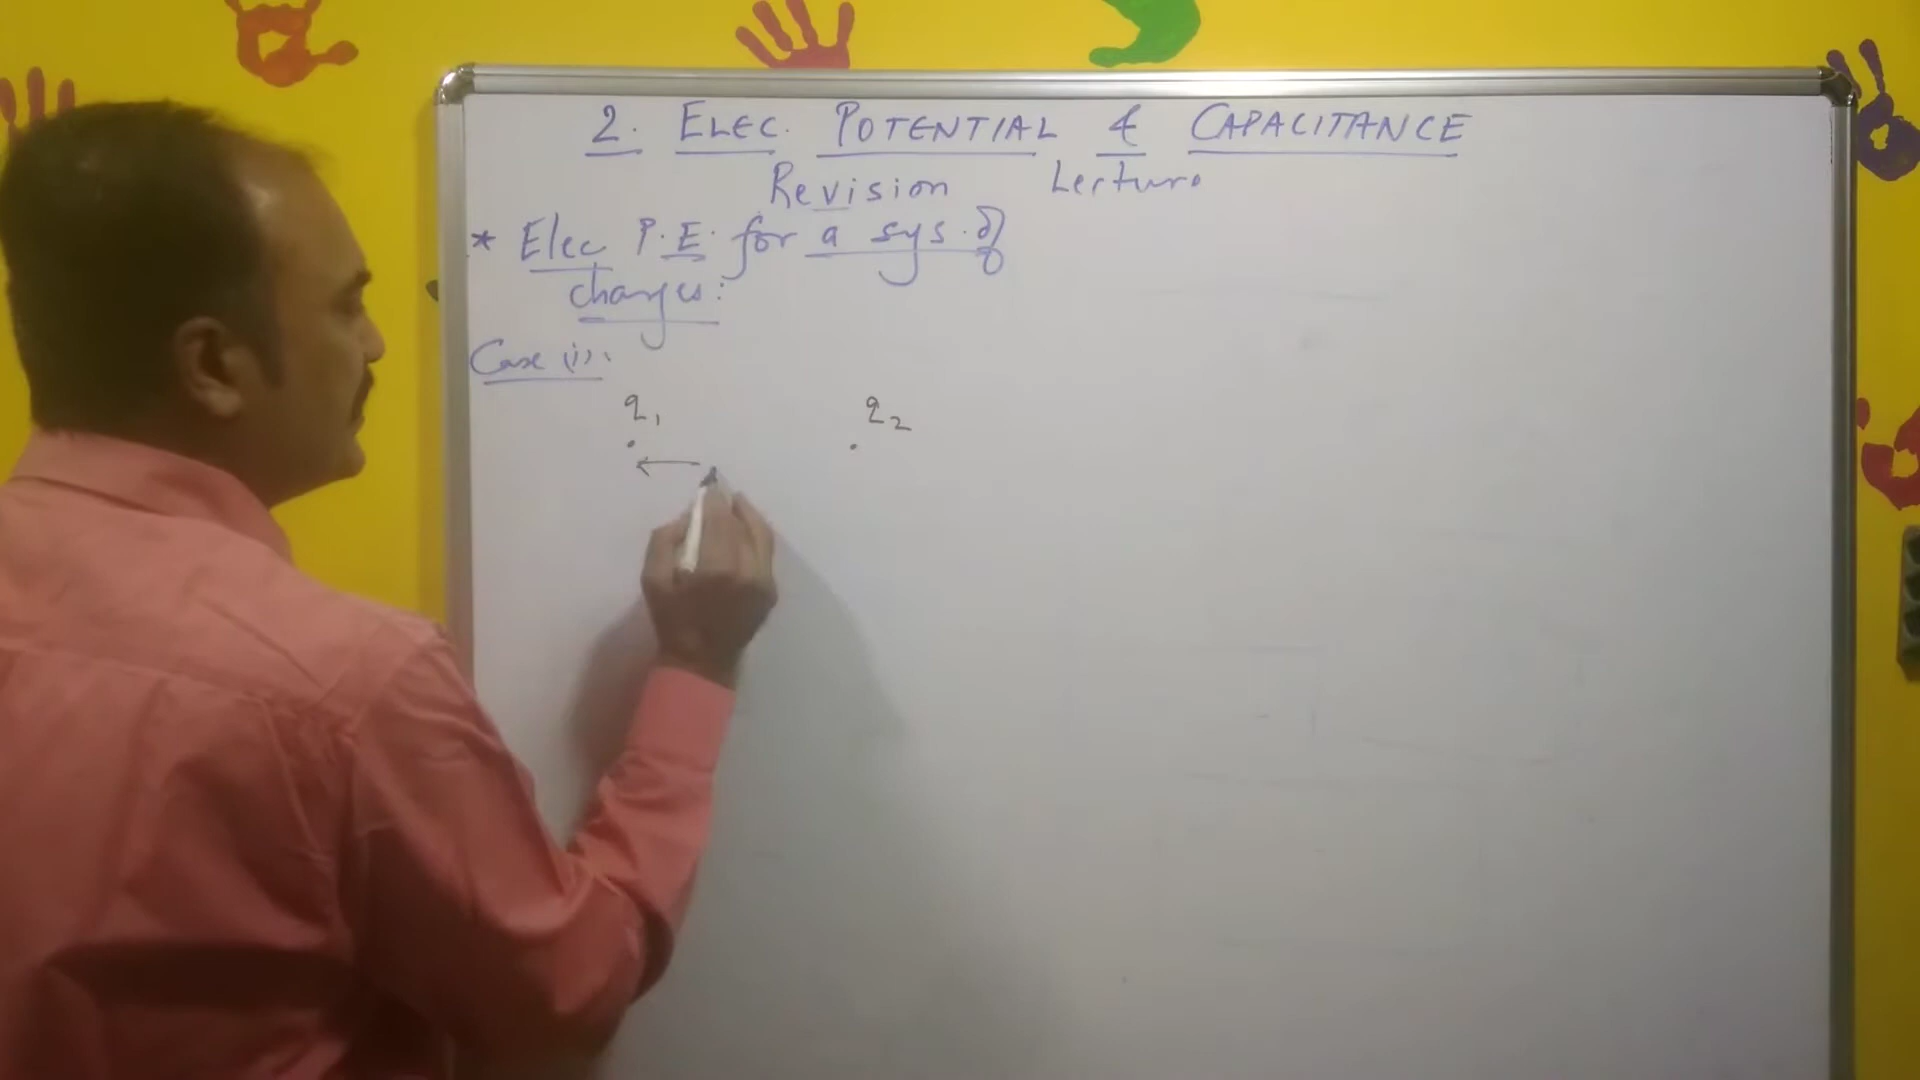 2. ELEC. POTENTIAL & CAPACITANCE
Revision Lecture
* Elec P.E. for a sys. of
charges:
Case (i):
q₁ q₂